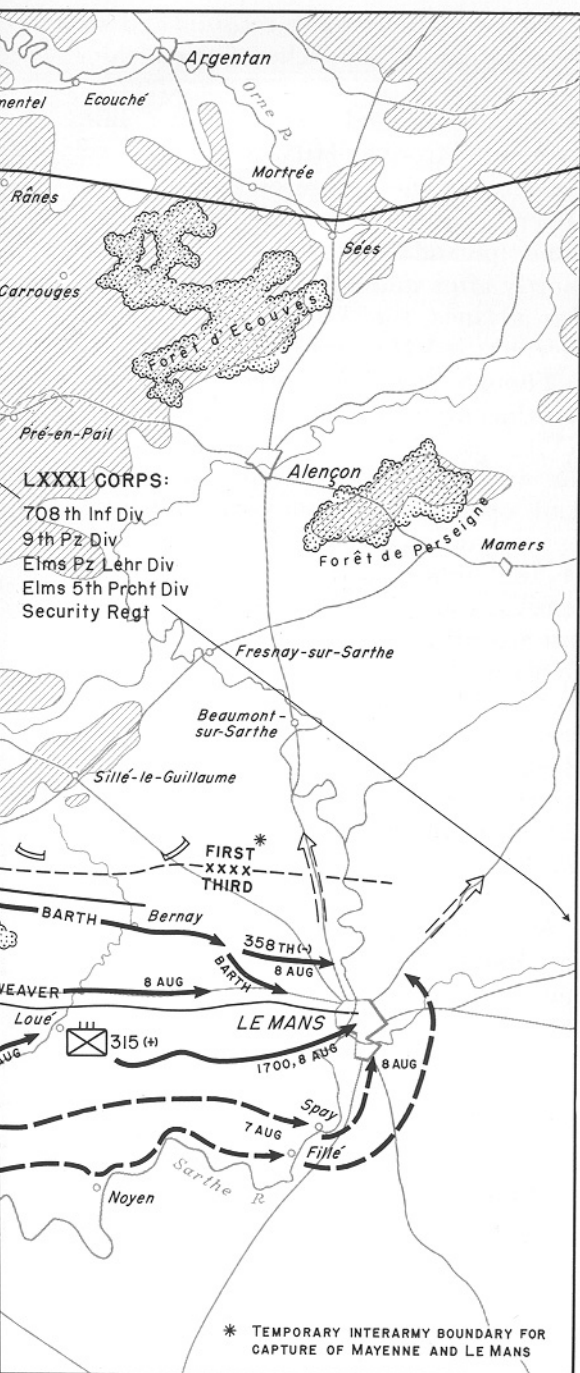 Argentan
mentel
Ecouché
Orne R.
Mortrée
Rânes
Sées
Carrouges
Forêt d'Ecouves
Pré-en-Pail
Alençon
LXXXI CORPS:
708th Inf Div
9th Pz Div
Elms Pz Lehr Div
Elms 5th Prcht Div
Security Regt
Forêt de Perseigne
Mamers
Fresnay-sur-Sarthe
Beaumont-
sur-Sarthe
Sillé-le-Guillaume
FIRST *
XXXX
THIRD
BARTH
Bernay
358TH(-)
8 AUG
BARTH
WEAVER
8 AUG
Loué
LE MANS
AUG
315(+)
1700, 8 AUG
8 AUG
Spay
7 AUG
Fillé
Sarthe R.
Noyen
* TEMPORARY INTERARMY BOUNDARY FOR
CAPTURE OF MAYENNE AND LE MANS